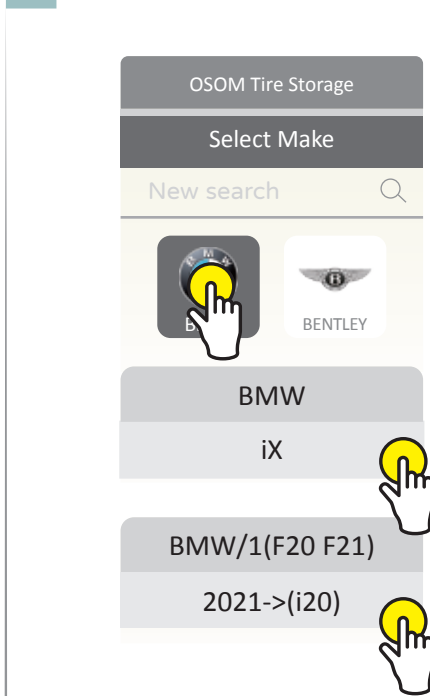 OSOM Tire Storage
Select Make
New search
BENTLEY
BMW
iX
BMW/1(F20 F21)
2021->(i20)